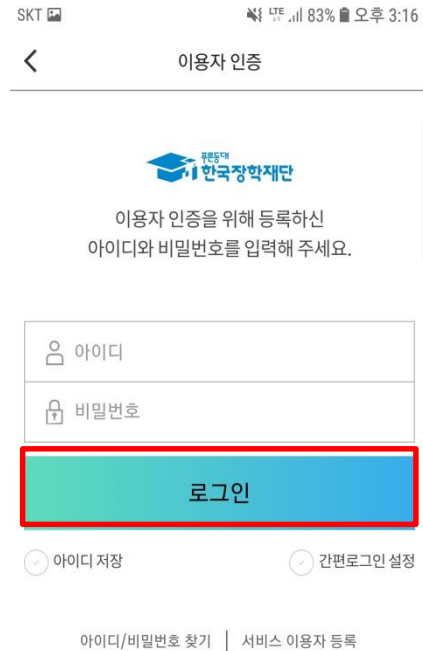 SKT LTE 83% 오후 3:16
이용자 인증
푸른등대
한국장학재단
이용자 인증을 위해 등록하신
아이디와 비밀번호를 입력해 주세요.
아이디
비밀번호
로그인
아이디 저장 간편로그인 설정
아이디/비밀번호 찾기 | 서비스 이용자 등록